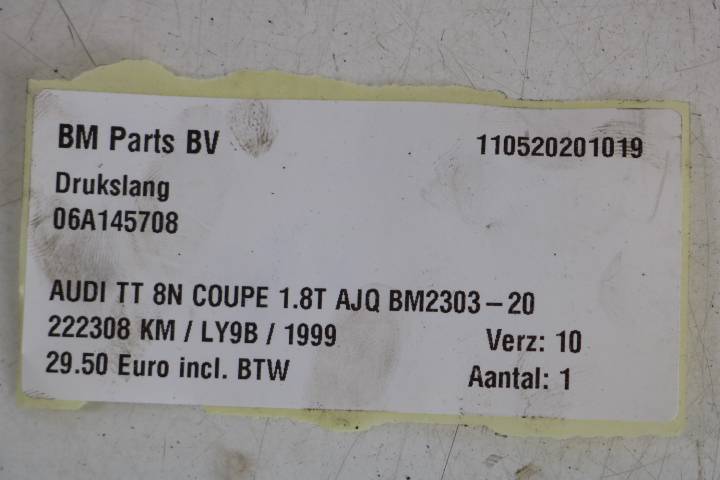 BM Parts BV 110520201019
Drukslang
06A145708
AUDI TT 8N COUPE 1.8T AJQ BM2303-20
222308 KM / LY9B / 1999 Verz: 10
29.50 Euro incl. BTW Aantal: 1